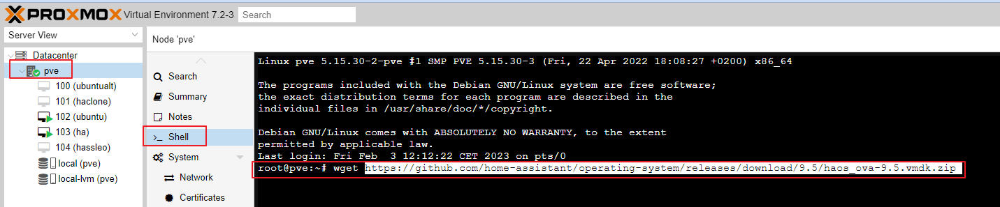 PROXMOX Virtual Environment 7.2-3 Search
Server View
Datacenter
pve
100 (ubuntualt)
101 (haclone)
102 (ubuntu)
103 (ha)
104 (hassleo)
local (pve)
local-lvm (pve)
Node 'pve'
Search
Summary
Notes
>_ Shell
System
Network
Certificates
Linux pve 5.15.30-2-pve #1 SMP PVE 5.15.30-3 (Fri, 22 Apr 2022 18:08:27 +0200) x86_64
The programs included with the Debian GNU/Linux system are free software;
the exact distribution terms for each program are described in the
individual files in /usr/share/doc/*/copyright.
Debian GNU/Linux comes with ABSOLUTELY NO WARRANTY, to the extent
permitted by applicable law.
Last login: Fri Feb  3 12:12:22 CET 2023 on pts/0
root@pve:~# wget https://github.com/home-assistant/operating-system/releases/download/9.5/haos_ova-9.5.vmdk.zip